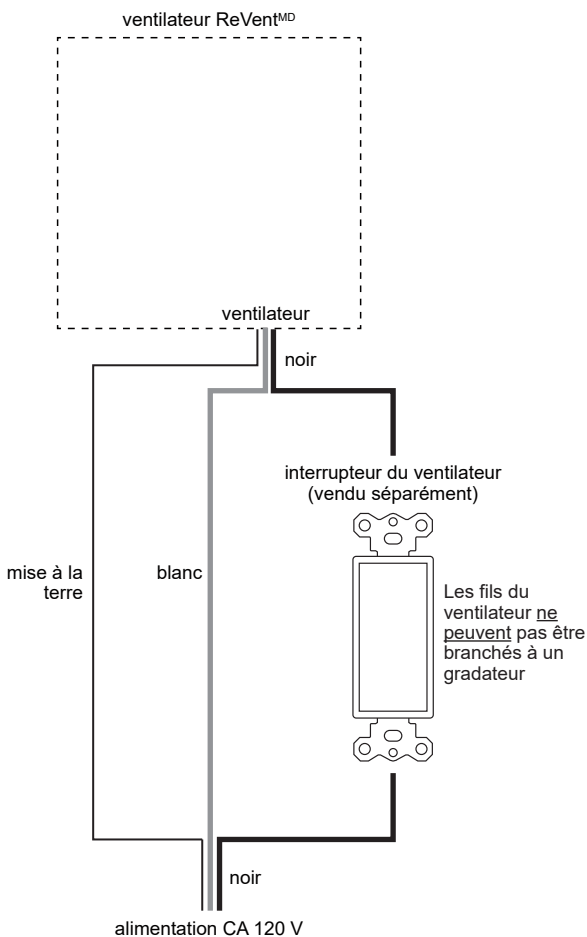 ventilateur ReVentᴹᴰ
ventilateur
noir
interrupteur du ventilateur
(vendu séparément)
mise à la
terre
blanc
Les fils du
ventilateur ne
peuvent pas être
branchés à un
gradateur
noir
alimentation CA 120 V